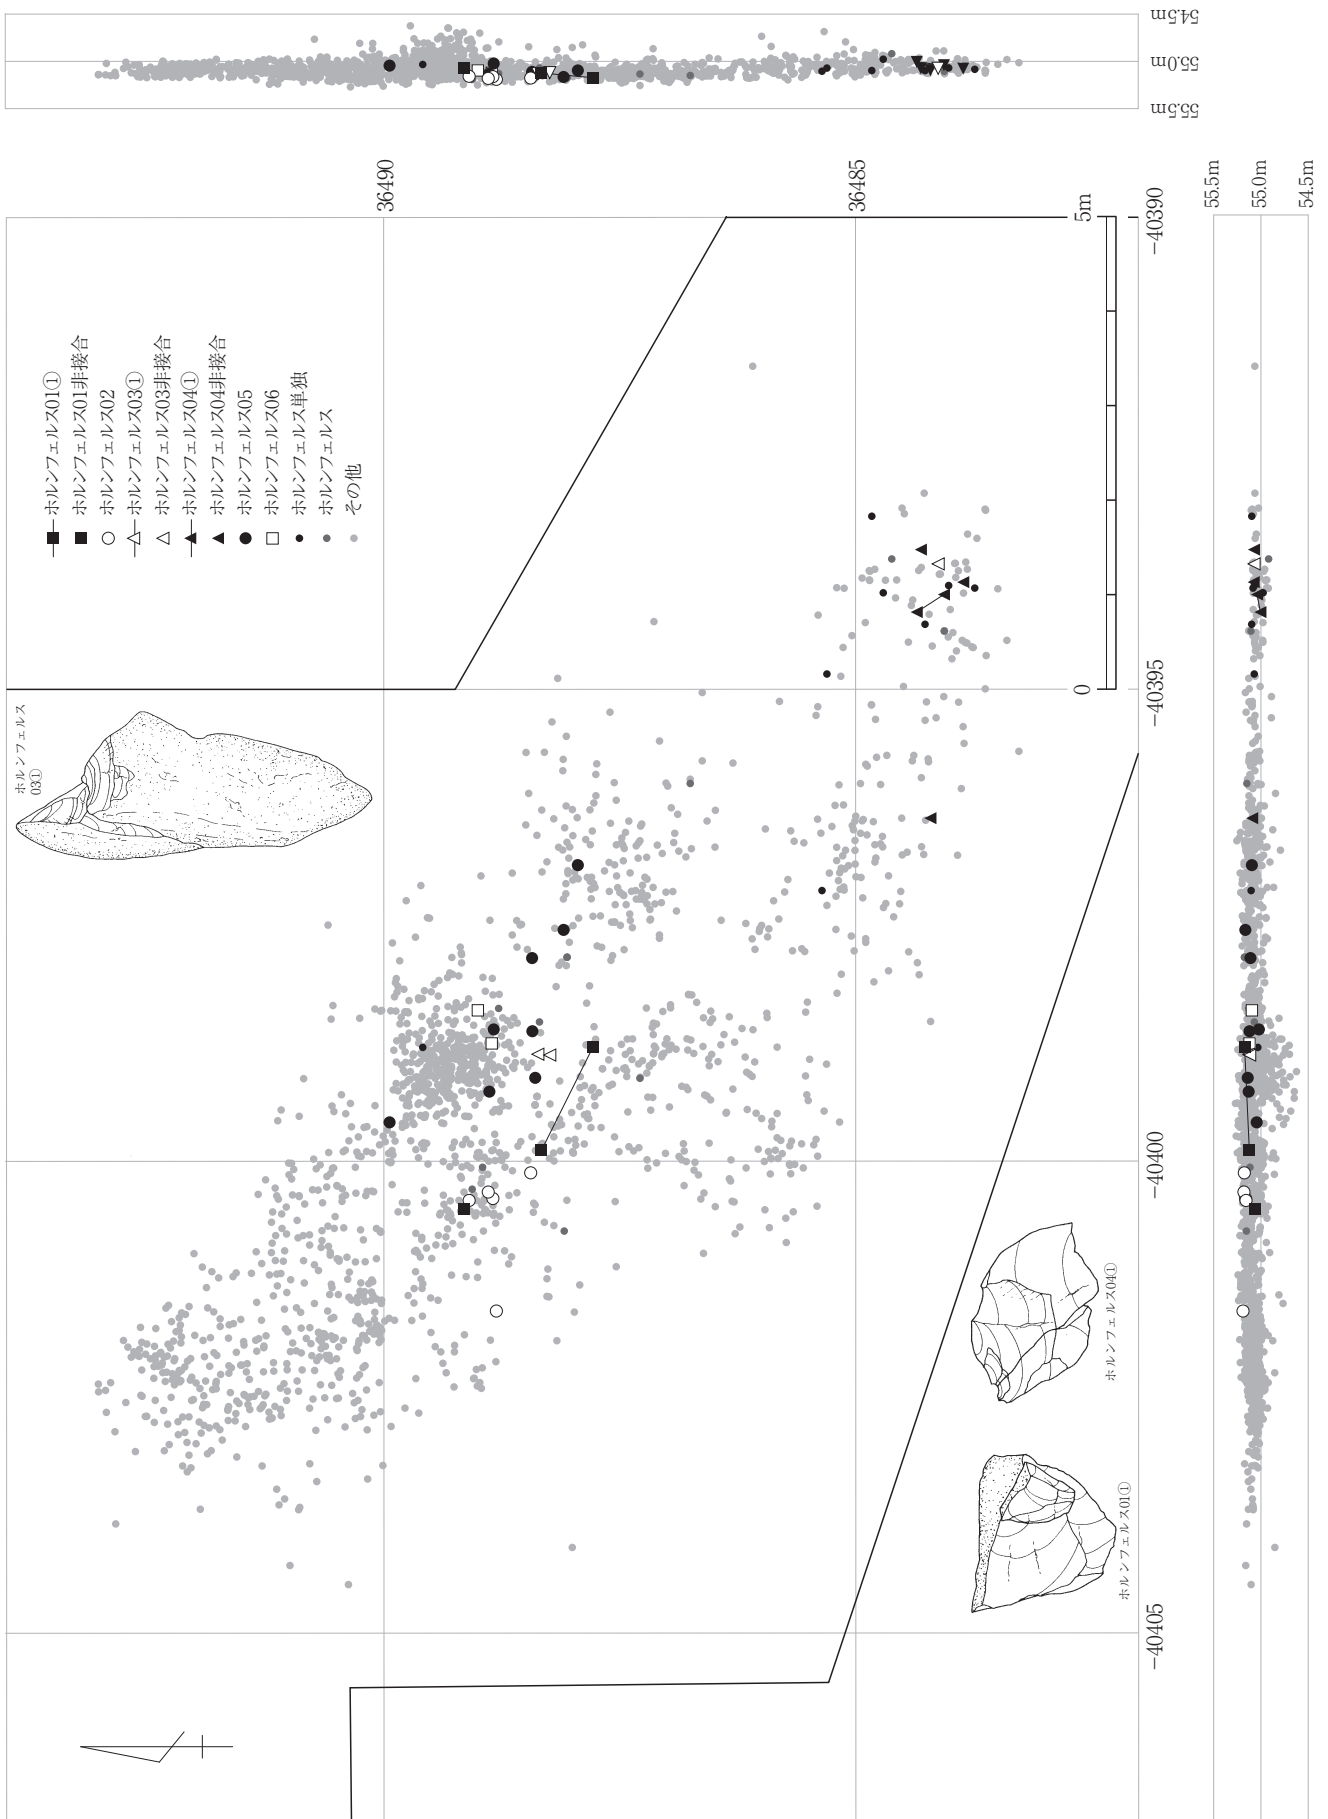 54.5m
55.0m
55.5m
36490
36485
55.5m
55.0m
54.5m
−40390
−40395
−40400
−40405
5m
0
ホルンフェルス01①
ホルンフェルス01非接合
ホルンフェルス02
ホルンフェルス03①
ホルンフェルス03非接合
ホルンフェルス04①
ホルンフェルス04非接合
ホルンフェルス05
ホルンフェルス06
ホルンフェルス単独
ホルンフェルス
その他
ホルンフェルス
03①
ホルンフェルス04①
ホルンフェルス01①